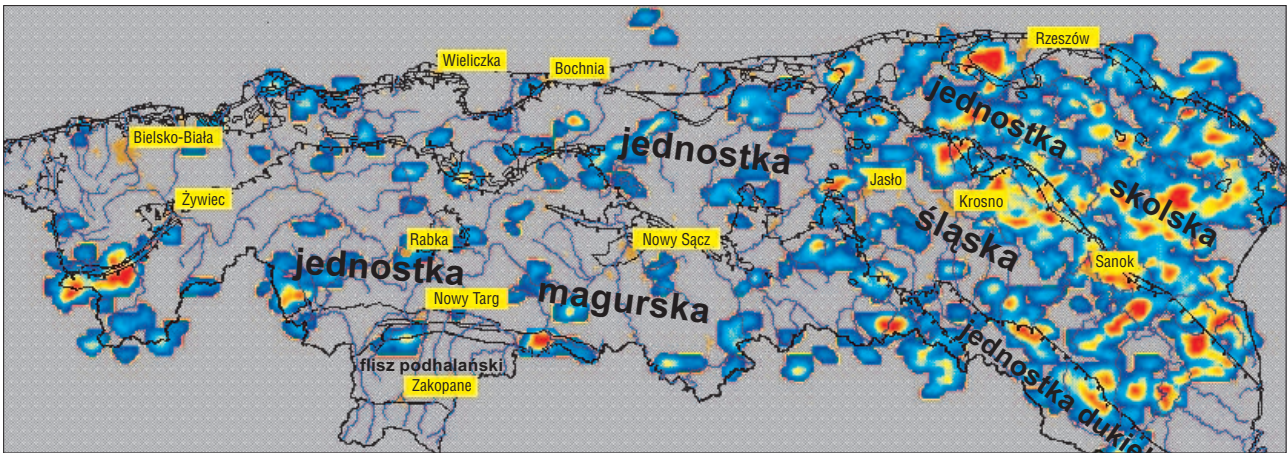 Rzeszów
Wieliczka
Bochnia
jednostka
Bielsko-Biała
jednostka
Jasło
Żywiec
Krosno
skolska
śląska
Rabka
Nowy Sącz
Sanok
jednostka
magurska
Nowy Targ
flisz podhalański
Zakopane
jednostka dukiel